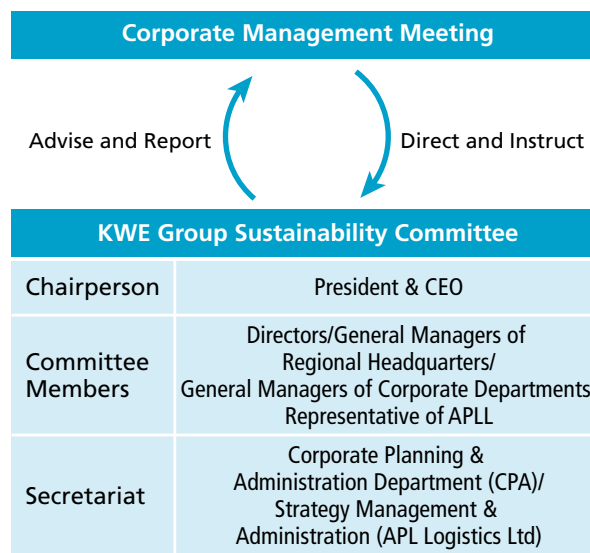 Corporate Management Meeting
Advise and Report
Direct and Instruct
KWE Group Sustainability Committee
Chairperson
President & CEO
Committee
Members
Directors/General Managers of
Regional Headquarters/
General Managers of Corporate Departments
Representative of APLL
Secretariat
Corporate Planning &
Administration Department (CPA)/
Strategy Management &
Administration (APL Logistics Ltd)